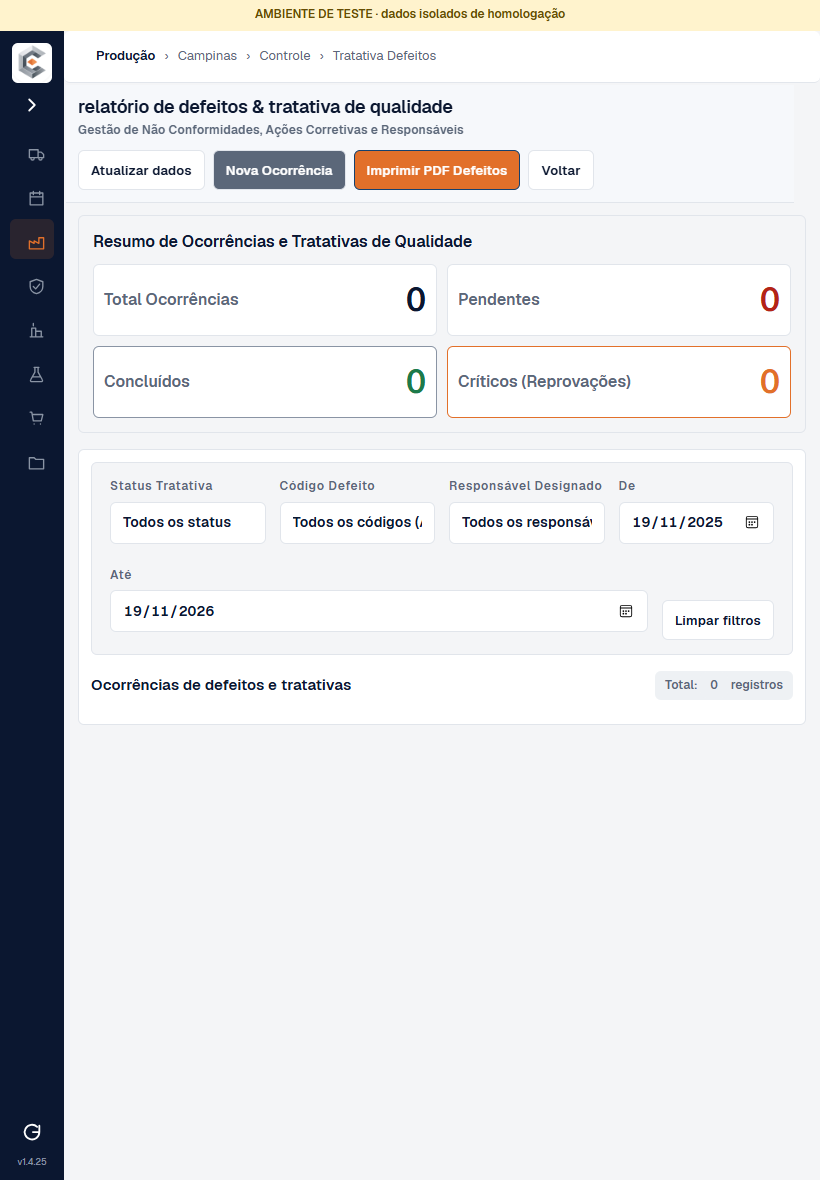 AMBIENTE DE TESTE · dados isolados de homologação
Produção › Campinas › Controle › Tratativa Defeitos
relatório de defeitos & tratativa de qualidade
Gestão de Não Conformidades, Ações Corretivas e Responsáveis
Atualizar dados Nova Ocorrência Imprimir PDF Defeitos Voltar
Resumo de Ocorrências e Tratativas de Qualidade
Total Ocorrências 0 Pendentes 0
Concluídos 0 Críticos (Reprovações) 0
Status Tratativa Código Defeito Responsável Designado De
Todos os status Todos os códigos ( Todos os responsáv 19/11/2025
Até
19/11/2026 Limpar filtros
Ocorrências de defeitos e tratativas Total: 0 registros
v1.4.25